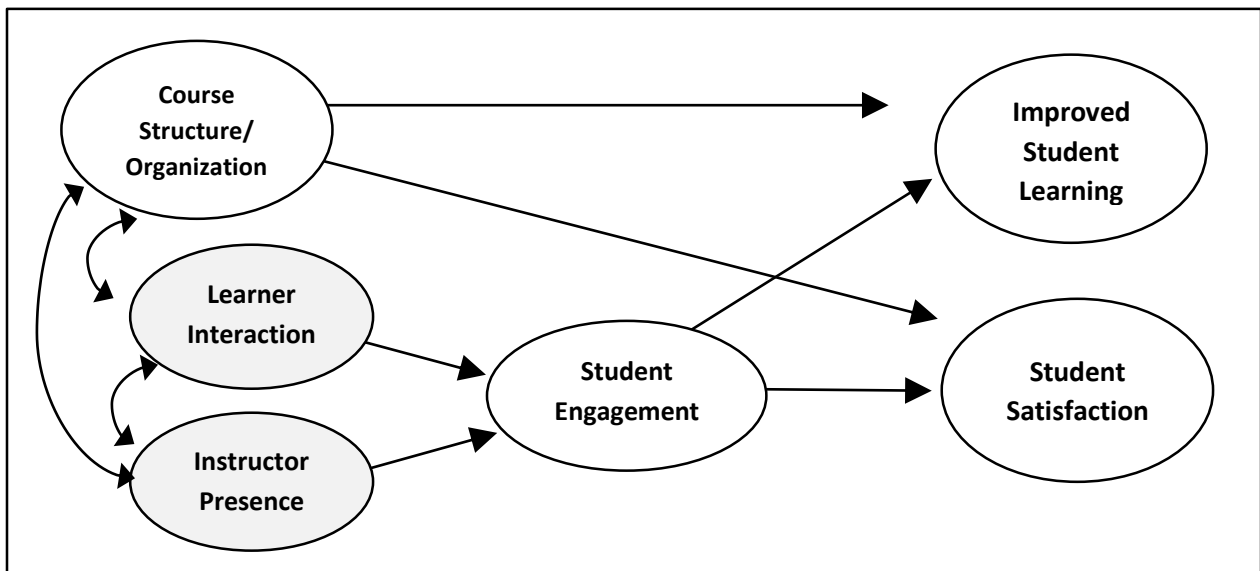 Course
Structure/
Organization
Improved
Student
Learning
Learner
Interaction
Student
Engagement
Student
Satisfaction
Instructor
Presence